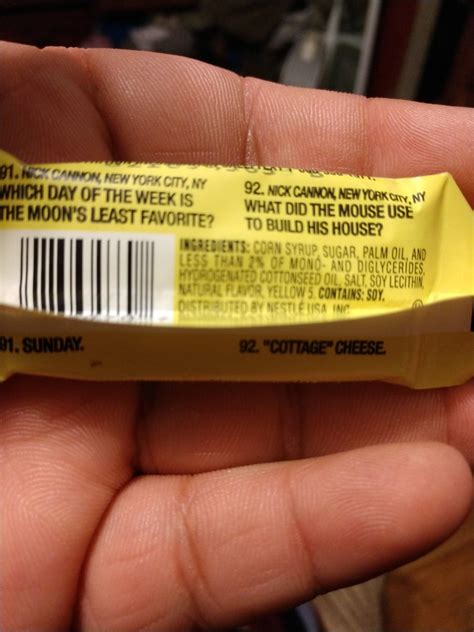 91. NICK CANNON, NEW YORK CITY, NY
WHICH DAY OF THE WEEK IS
THE MOON'S LEAST FAVORITE?
92. NICK CANNON, NEW YORK CITY, NY
WHAT DID THE MOUSE USE
TO BUILD HIS HOUSE?
INGREDIENTS: CORN SYRUP, SUGAR, PALM OIL, AND
LESS THAN 2% OF MONO- AND DIGLYCERIDES,
HYDROGENATED COTTONSEED OIL, SALT, SOY LECITHIN,
NATURAL FLAVOR, YELLOW 5. CONTAINS: SOY.
DISTRIBUTED BY NESTLÉ USA, INC.
91. SUNDAY.
92. "COTTAGE" CHEESE.